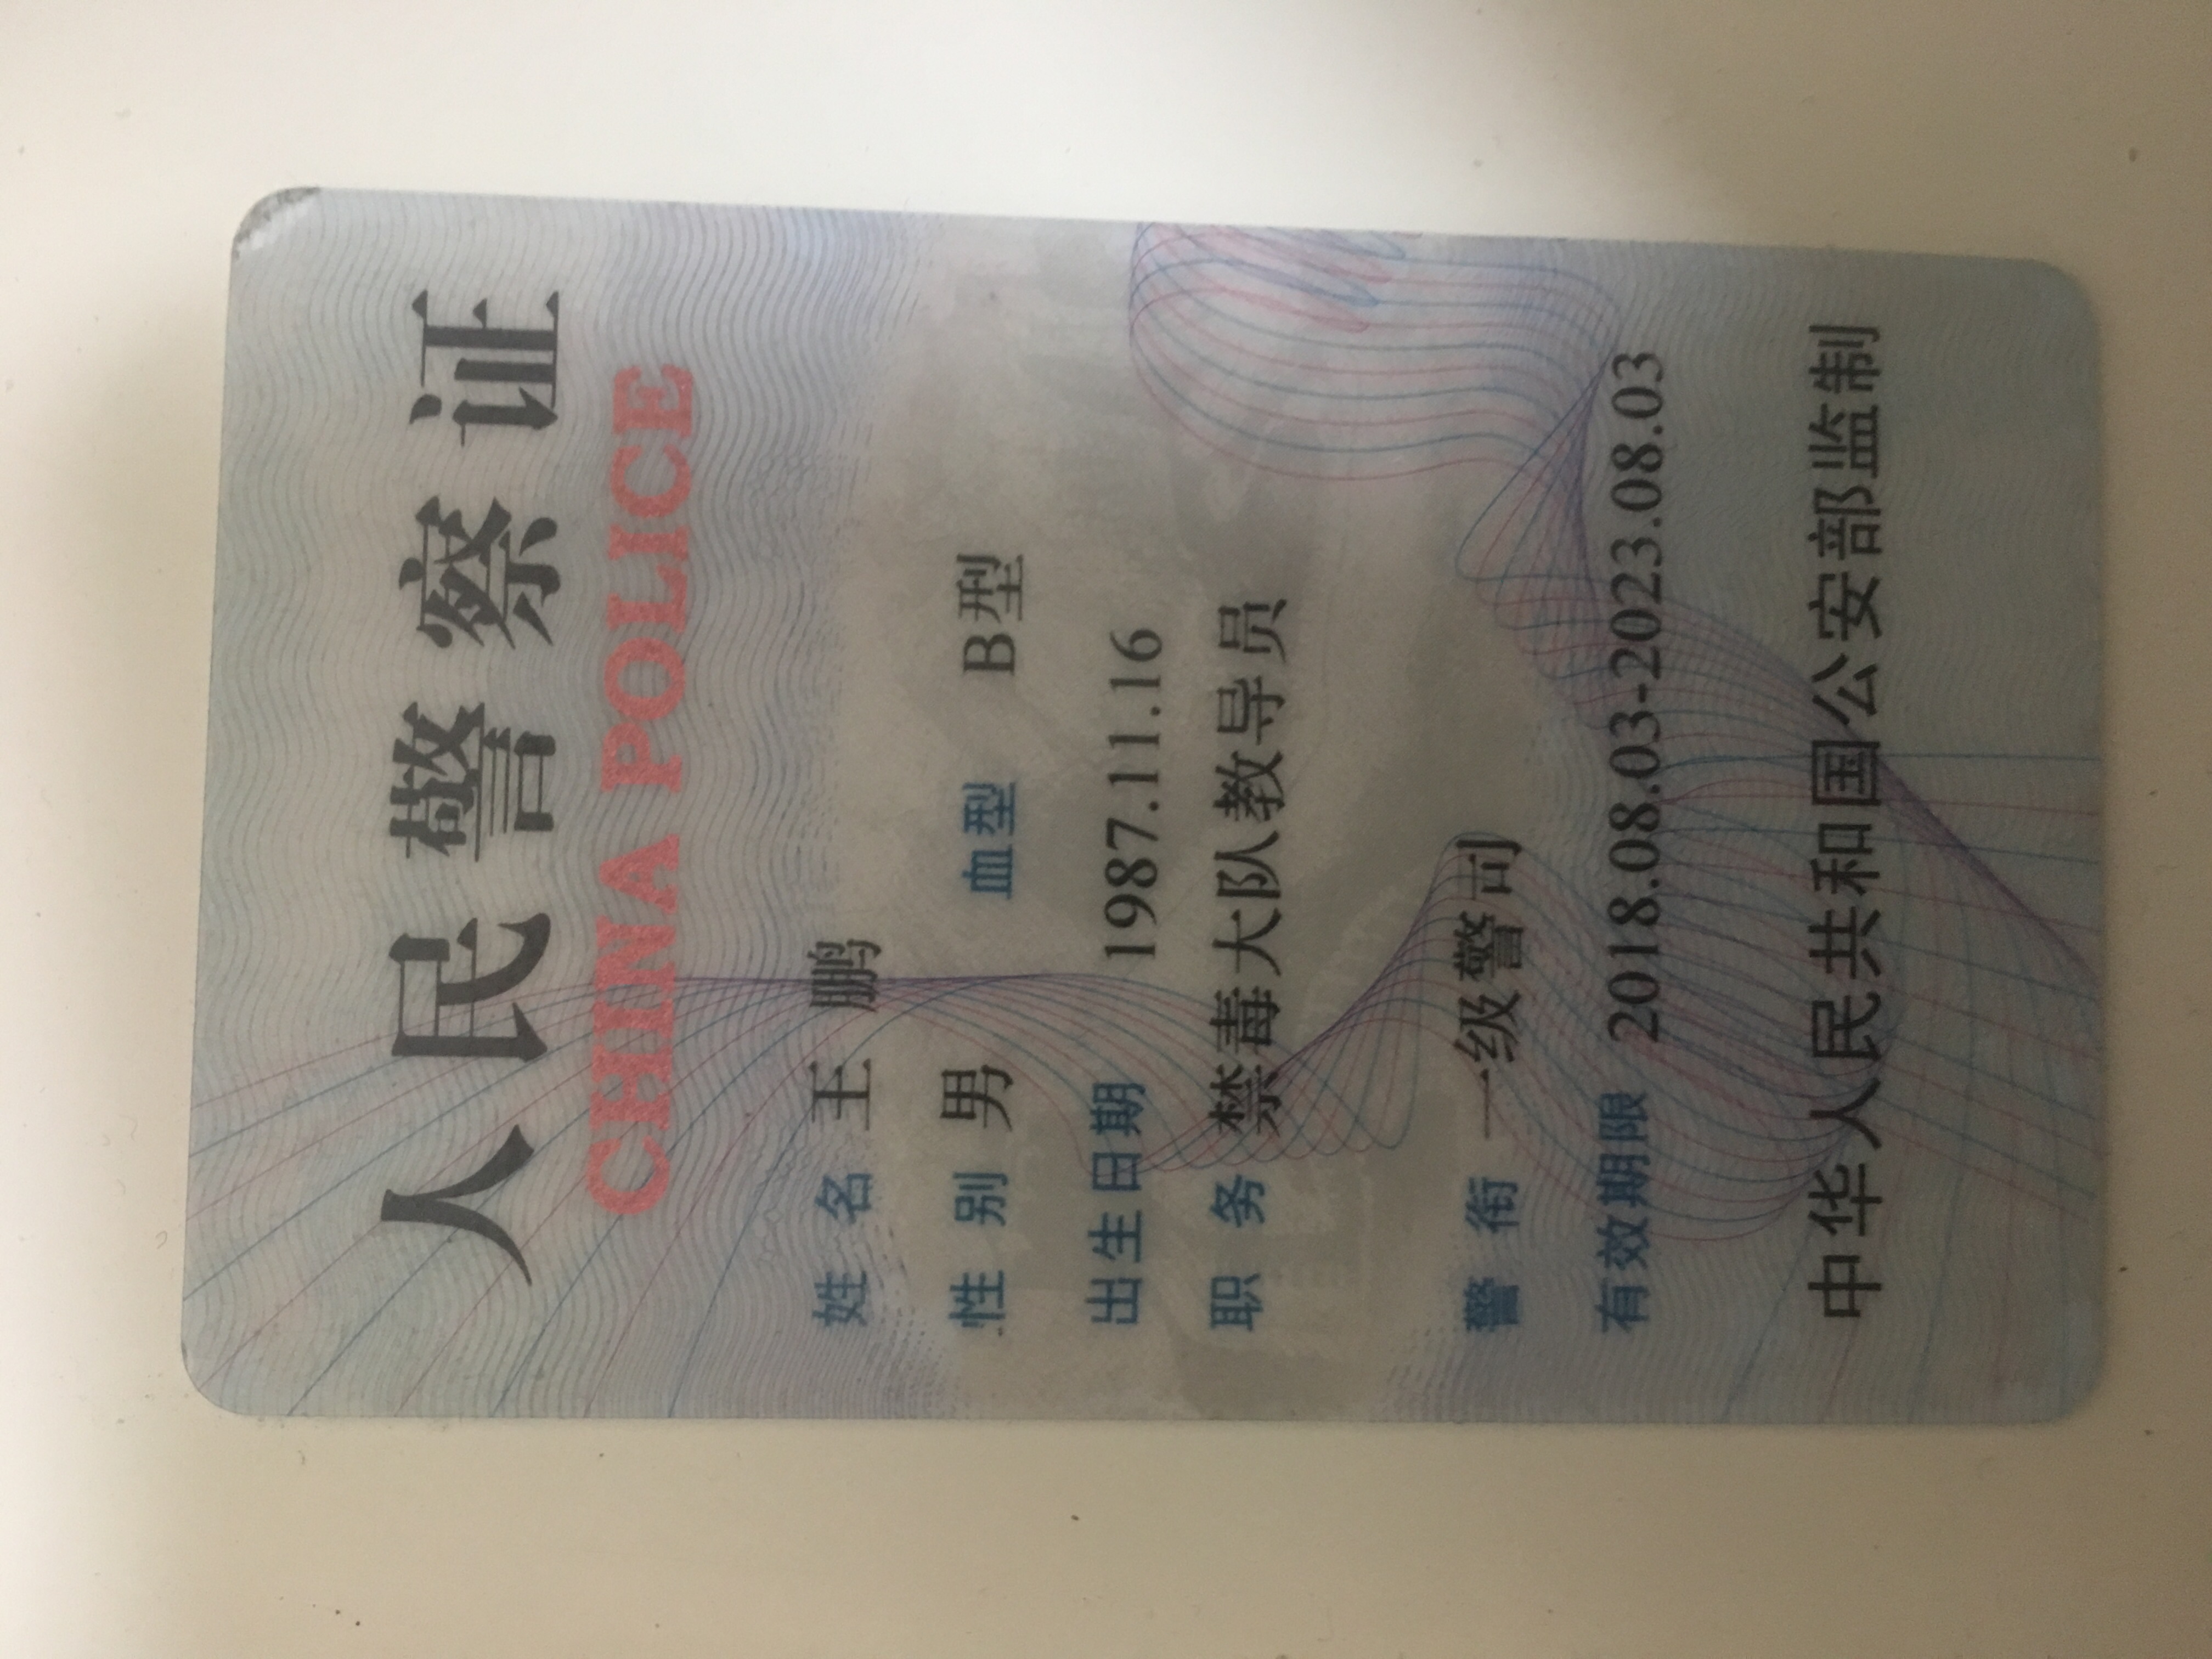 人民警察证
CHINA POLICE
姓名 王鹏
性别 男 血型 B型
出生日期 1987.11.16
职务 禁毒大队教导员
警衔 一级警司
有效期限 2018.08.03-2023.08.03
中华人民共和国公安部监制